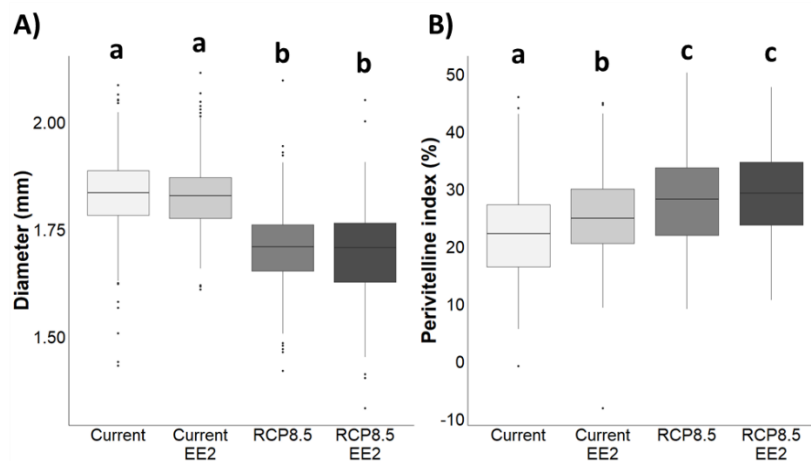 A)
a
a
b
b
Diameter (mm)
2.00
1.75
1.50
Current
Current
EE2
RCP8.5
RCP8.5
EE2
B)
a
b
c
c
Perivitelline index (%)
50
40
30
20
10
0
-10
Current
Current
EE2
RCP8.5
RCP8.5
EE2